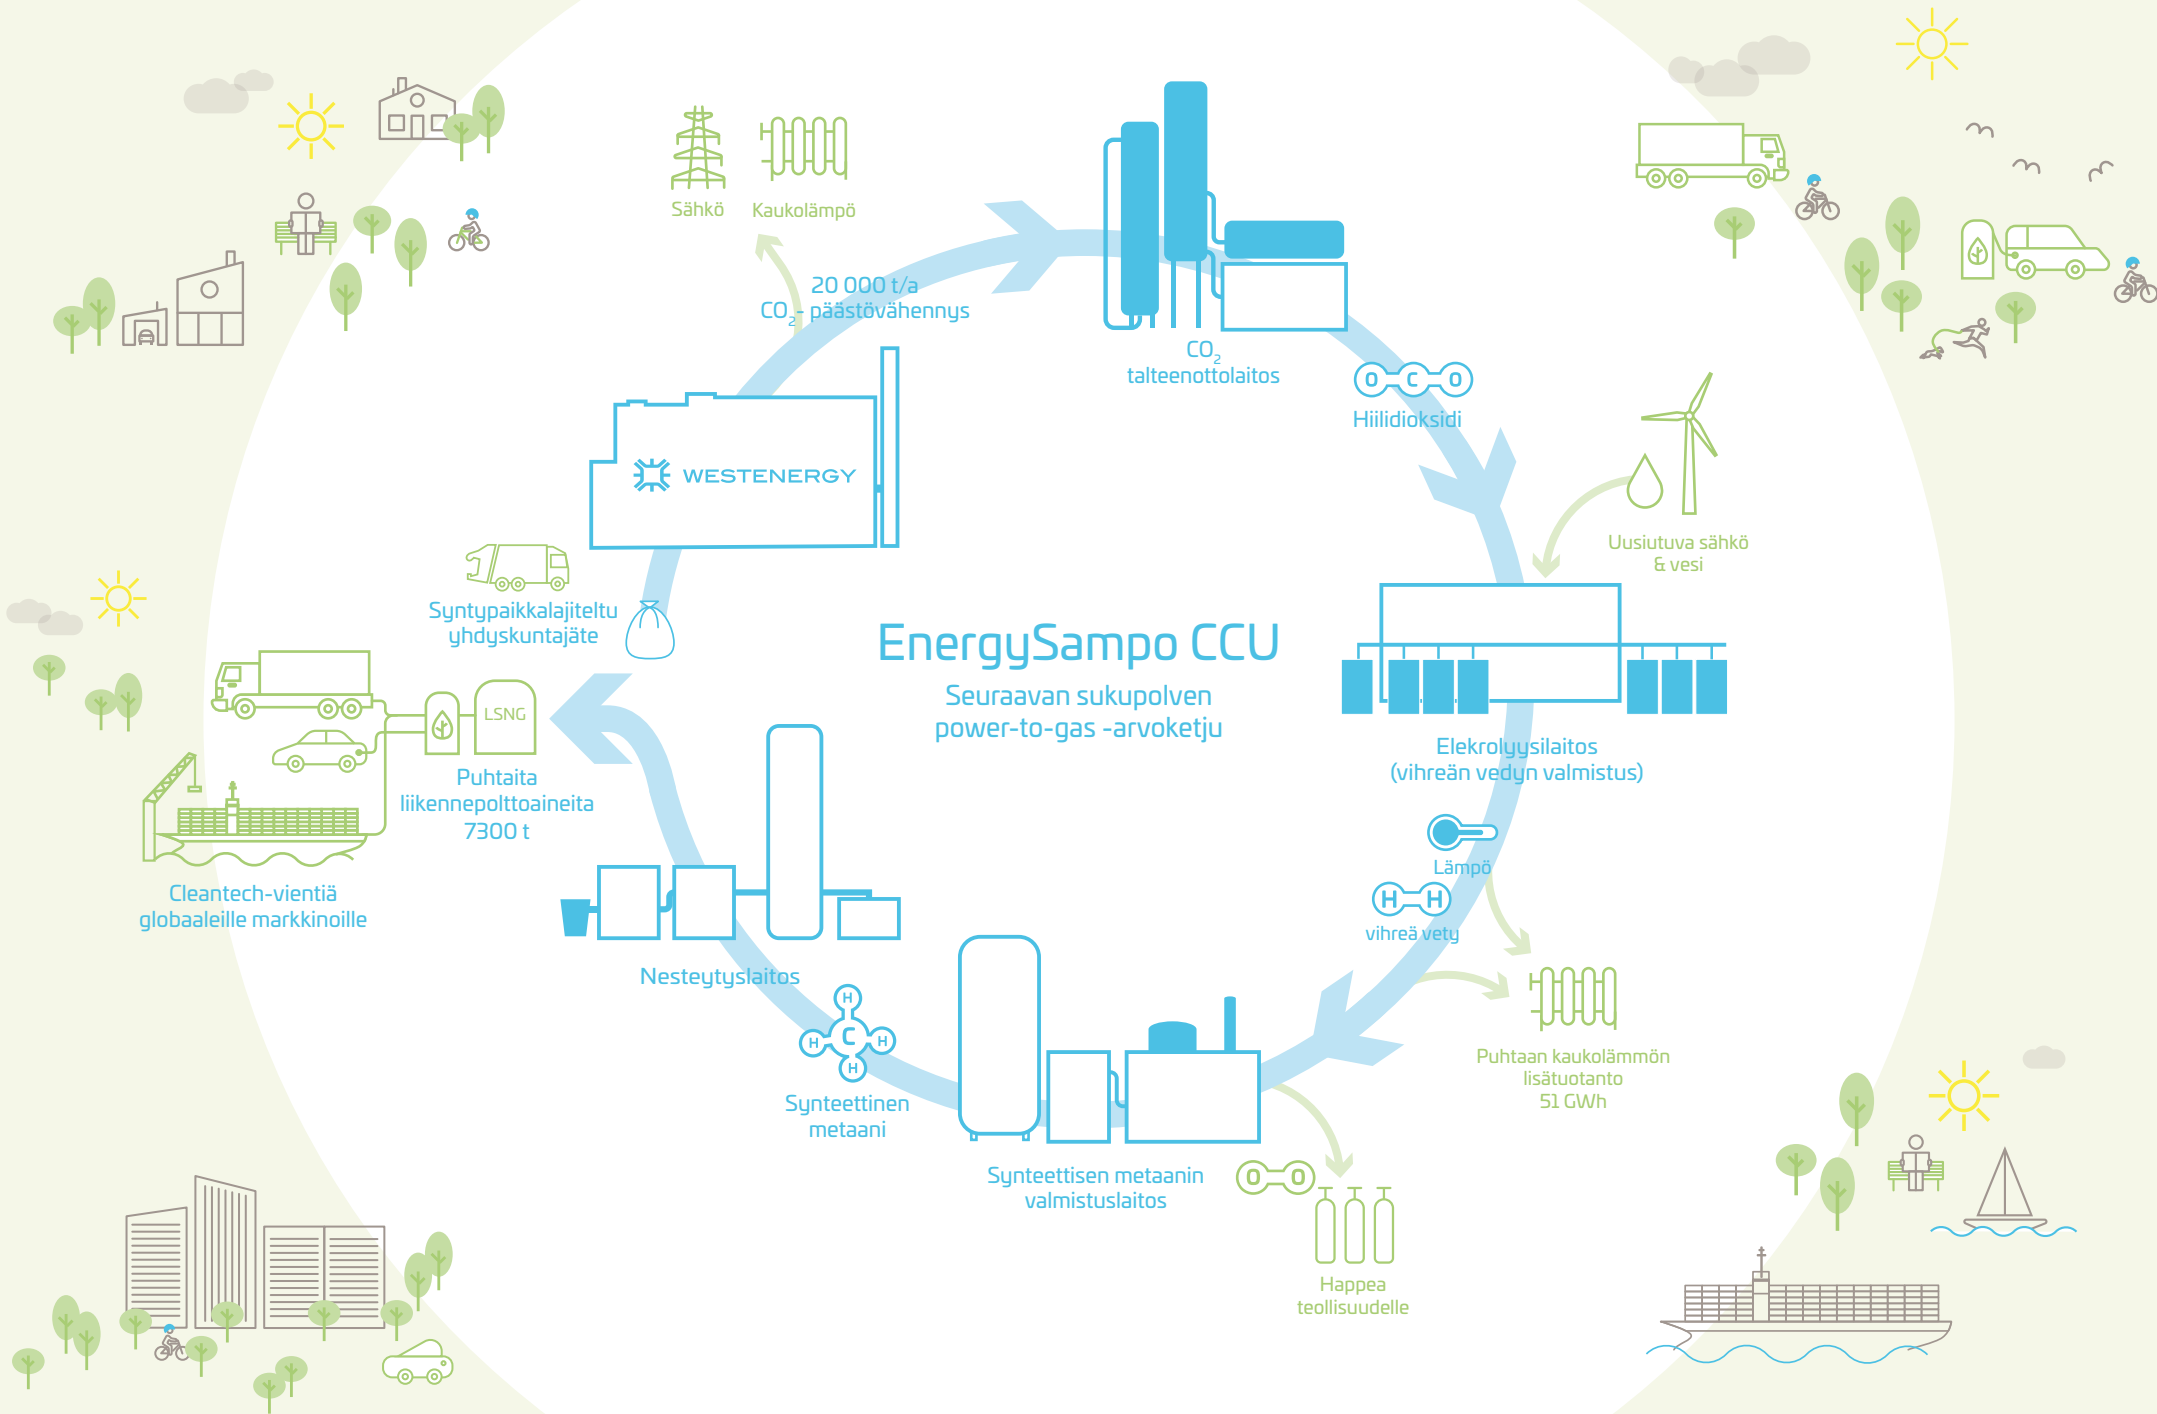 EnergySampo CCU
Seuraavan sukupolven
power-to-gas -arvoketju
Syntypaikkalajiteltu
yhdyskuntajäte
WESTENERGY
Sähkö
Kaukolämpö
20 000 t/a
CO₂- päästövähennys
CO₂
talteenottolaitos
O C O
Hiilidioksidi
Uusiutuva sähkö
& vesi
Elekrolyysilaitos
(vihreän vedyn valmistus)
Lämpö
H H
vihreä vety
Puhtaan kaukolämmön
lisätuotanto
51 GWh
Synteettisen metaanin
valmistuslaitos
O O
Happea
teollisuudelle
H
H C H
H
Synteettinen
metaani
Nesteytyslaitos
LSNG
Puhtaita
liikennepolttoaineita
7300 t
Cleantech-vientiä
globaaleille markkinoille